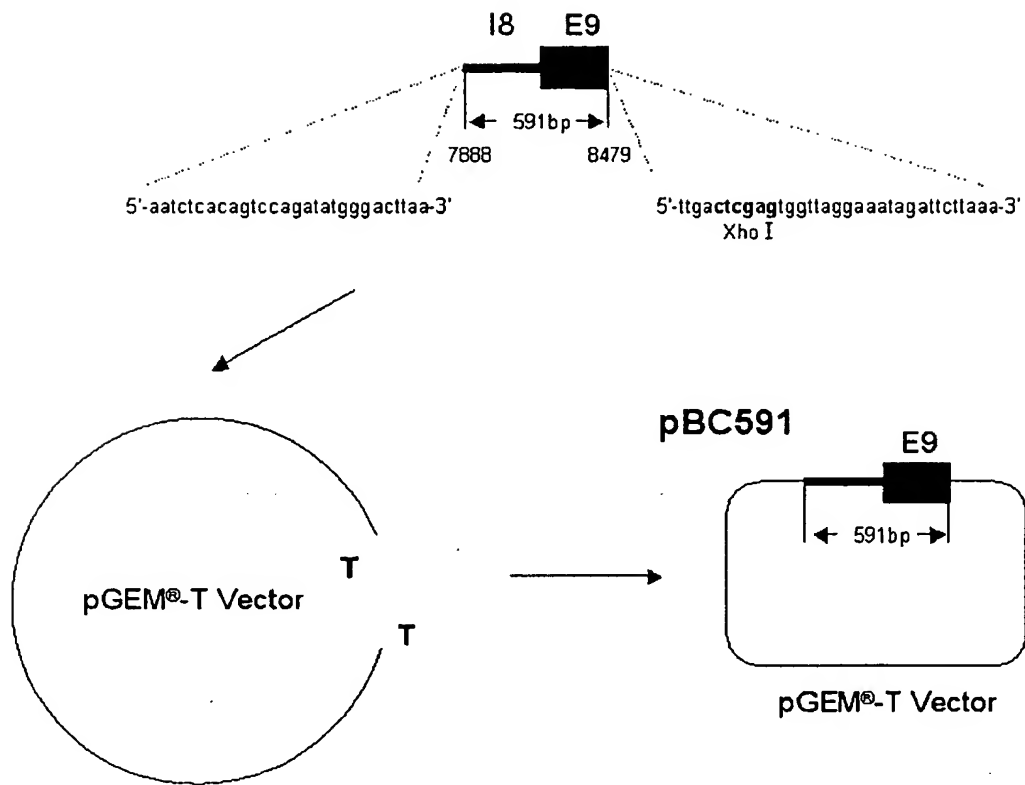 I8 E9
591bp
7888 8479
5'-aatctcacagtccagatatgggacttaa-3' 5'-ttgactcgagtggttaggaaatagattcttaaa-3'
Xho I
pBC591
E9
591bp
T
pGEM®-T Vector
T
pGEM®-T Vector